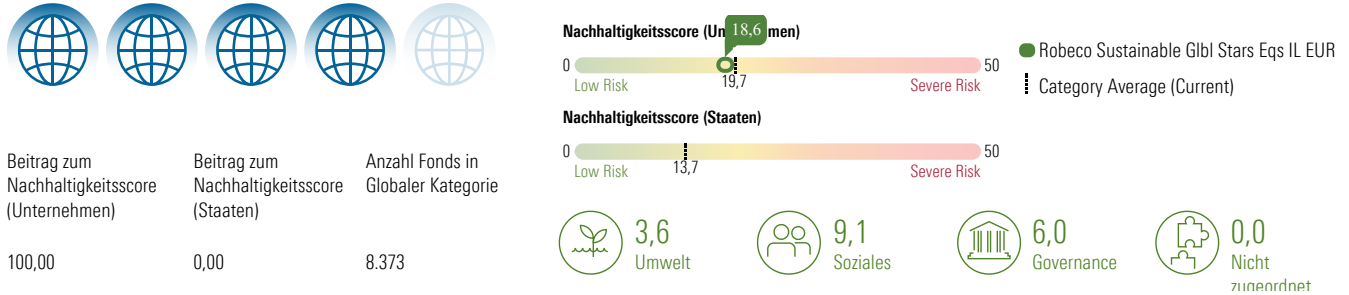 Beitrag zum
Nachhaltigkeitsscore
(Unternehmen)
100,00
Beitrag zum
Nachhaltigkeitsscore
(Staaten)
0,00
Anzahl Fonds in
Globaler Kategorie
8.373
Nachhaltigkeitsscore (Un men)
18,6
0
50
Low Risk
19,7
Severe Risk
Robeco Sustainable Glbl Stars Eqs IL EUR
Category Average (Current)
Nachhaltigkeitsscore (Staaten)
0
50
Low Risk
13,7
Severe Risk
3,6
Umwelt
9,1
Soziales
6,0
Governance
0,0
Nicht
zugeordnet